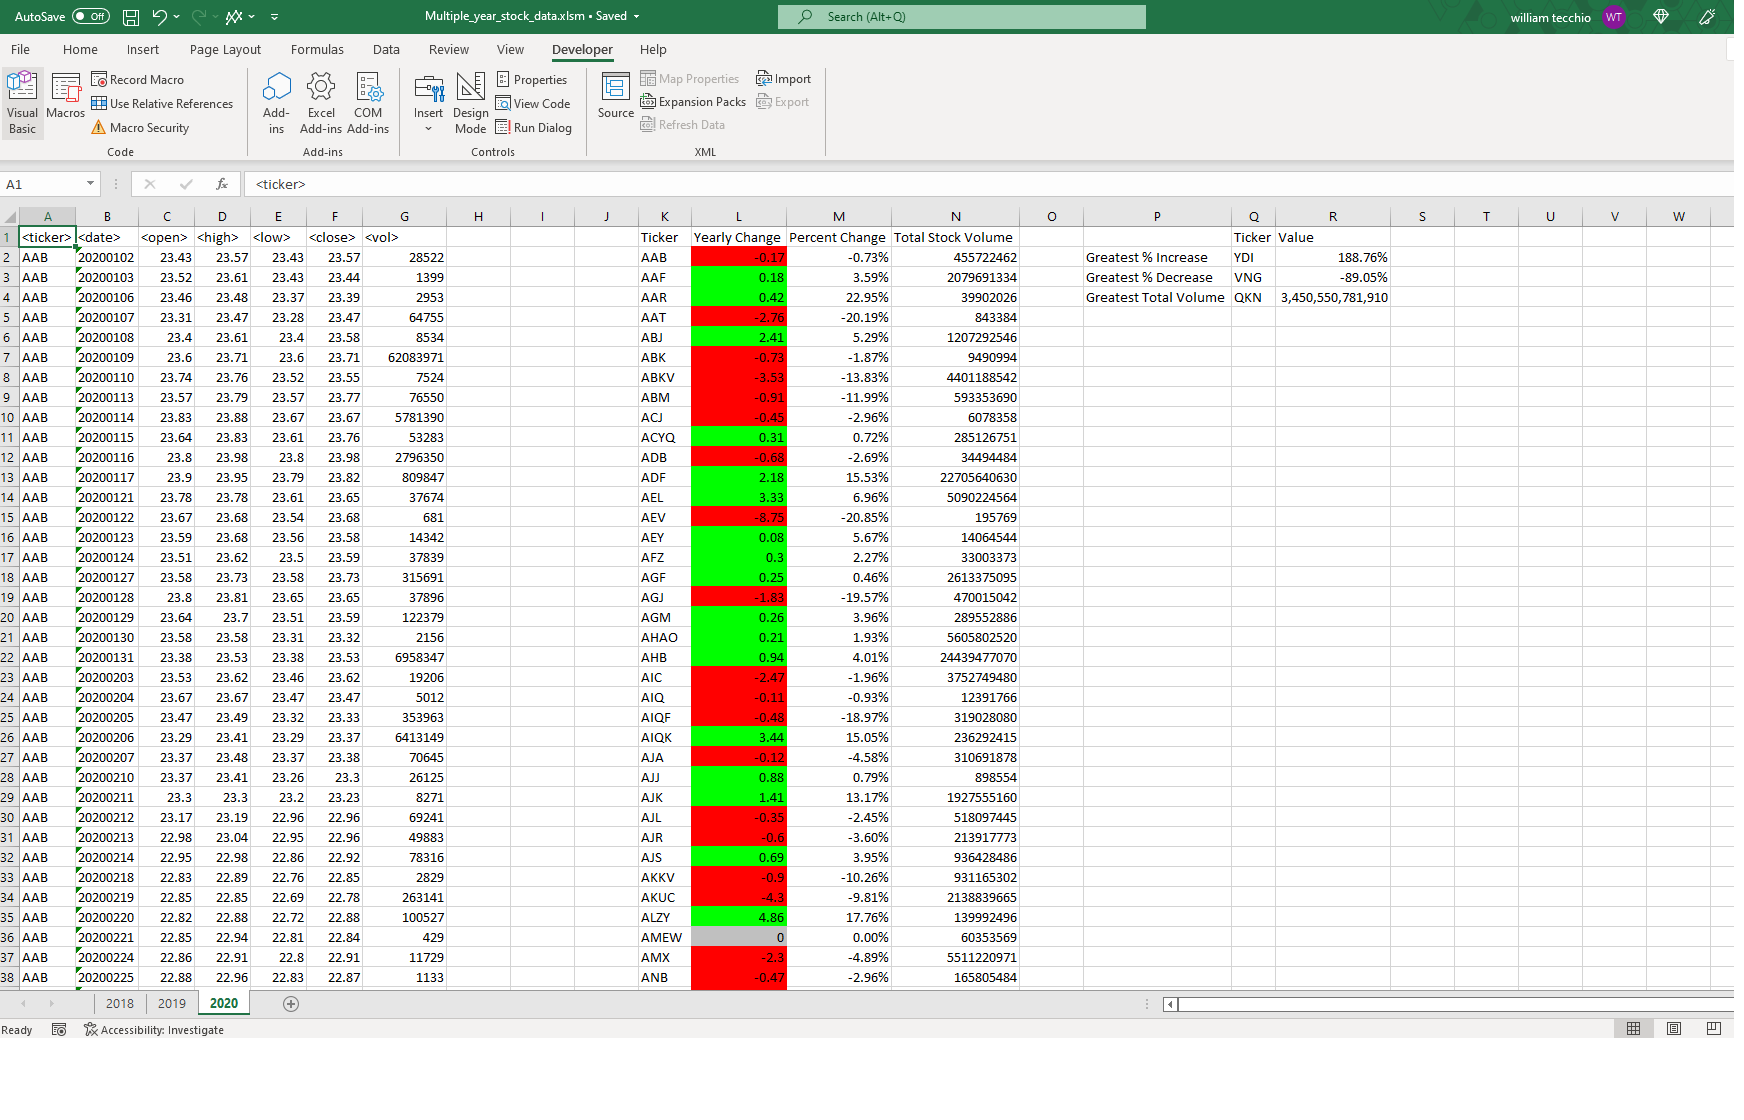 AutoSave Off Multiple_year_stock_data.xlsm • Saved Search (Alt+Q) william tecchio WT
File Home Insert Page Layout Formulas Data Review View Developer Help
Visual Basic Macros Record Macro Use Relative References Macro Security
Add-ins Excel Add-ins COM Add-ins
Insert Design Mode Properties View Code Run Dialog
Source Map Properties Expansion Packs Refresh Data Import Export
Code Add-ins Controls XML
A1 fx <ticker>
A B C D E F G H I J K L M N O P Q R S T U V W
1 <ticker> <date> <open> <high> <low> <close> <vol> Ticker Yearly Change Percent Change Total Stock Volume Ticker Value
2 AAB 20200102 23.43 23.57 23.43 23.57 28522 AAB -0.17 -0.73% 455722462 Greatest % Increase YDI 188.76%
3 AAB 20200103 23.52 23.61 23.43 23.44 1399 AAF 0.18 3.59% 2079691334 Greatest % Decrease VNG -89.05%
4 AAB 20200106 23.46 23.48 23.37 23.39 2953 AAR 0.42 22.95% 39902026 Greatest Total Volume QKN 3,450,550,781,910
5 AAB 20200107 23.31 23.47 23.28 23.47 64755 AAT -2.76 -20.19% 843384
6 AAB 20200108 23.4 23.61 23.4 23.58 8534 ABJ 2.41 5.29% 1207292546
7 AAB 20200109 23.6 23.71 23.6 23.71 62083971 ABK -0.73 -1.87% 9490994
8 AAB 20200110 23.74 23.76 23.52 23.55 7524 ABKV -3.53 -13.83% 4401188542
9 AAB 20200113 23.57 23.79 23.57 23.77 76550 ABM -0.91 -11.99% 593353690
10 AAB 20200114 23.83 23.88 23.67 23.67 5781390 ACJ -0.45 -2.96% 6078358
11 AAB 20200115 23.64 23.83 23.61 23.76 53283 ACYQ 0.31 0.72% 285126751
12 AAB 20200116 23.8 23.98 23.8 23.98 2796350 ADB -0.68 -2.69% 34494484
13 AAB 20200117 23.9 23.95 23.79 23.82 809847 ADF 2.18 15.53% 22705640630
14 AAB 20200121 23.78 23.78 23.61 23.65 37674 AEL 3.33 6.96% 5090224564
15 AAB 20200122 23.67 23.68 23.54 23.68 681 AEV -8.75 -20.85% 195769
16 AAB 20200123 23.59 23.68 23.56 23.58 14342 AEY 0.08 5.67% 14064544
17 AAB 20200124 23.51 23.62 23.5 23.59 37839 AFZ 0.3 2.27% 33003373
18 AAB 20200127 23.58 23.73 23.58 23.73 315691 AGF 0.25 0.46% 2613375095
19 AAB 20200128 23.8 23.81 23.65 23.65 37896 AGJ -1.83 -19.57% 470015042
20 AAB 20200129 23.64 23.7 23.51 23.59 122379 AGM 0.26 3.96% 289552886
21 AAB 20200130 23.58 23.58 23.31 23.32 2156 AHAO 0.21 1.93% 5605802520
22 AAB 20200131 23.38 23.53 23.38 23.53 6958347 AHB 0.94 4.01% 24439477070
23 AAB 20200203 23.53 23.62 23.46 23.62 19206 AIC -2.47 -1.96% 3752749480
24 AAB 20200204 23.67 23.67 23.47 23.47 5012 AIQ -0.11 -0.93% 12391766
25 AAB 20200205 23.47 23.49 23.32 23.33 353963 AIQF -0.48 -18.97% 319028080
26 AAB 20200206 23.29 23.41 23.29 23.37 6413149 AIQK 3.44 15.05% 236292415
27 AAB 20200207 23.37 23.48 23.37 23.38 70645 AJA -0.12 -4.58% 310691878
28 AAB 20200210 23.37 23.41 23.26 23.3 26125 AJJ 0.88 0.79% 898554
29 AAB 20200211 23.3 23.3 23.2 23.23 8271 AJK 1.41 13.17% 1927555160
30 AAB 20200212 23.17 23.19 22.96 22.96 69241 AJL -0.35 -2.45% 518097445
31 AAB 20200213 22.98 23.04 22.95 22.96 49883 AJR -0.6 -3.60% 213917773
32 AAB 20200214 22.95 22.98 22.86 22.92 78316 AJS 0.69 3.95% 936428486
33 AAB 20200218 22.83 22.89 22.76 22.85 2829 AKKV -0.9 -10.26% 931165302
34 AAB 20200219 22.85 22.85 22.69 22.78 263141 AKUC -4.3 -9.81% 2138839665
35 AAB 20200220 22.82 22.88 22.72 22.88 100527 ALZY 4.86 17.76% 139992496
36 AAB 20200221 22.85 22.94 22.81 22.84 429 AMEW 0 0.00% 60353569
37 AAB 20200224 22.86 22.91 22.8 22.91 11729 AMX -2.3 -4.89% 5511220971
38 AAB 20200225 22.88 22.96 22.83 22.87 1133 ANB -0.47 -2.96% 165805484
2018 2019 2020
Ready Accessibility: Investigate